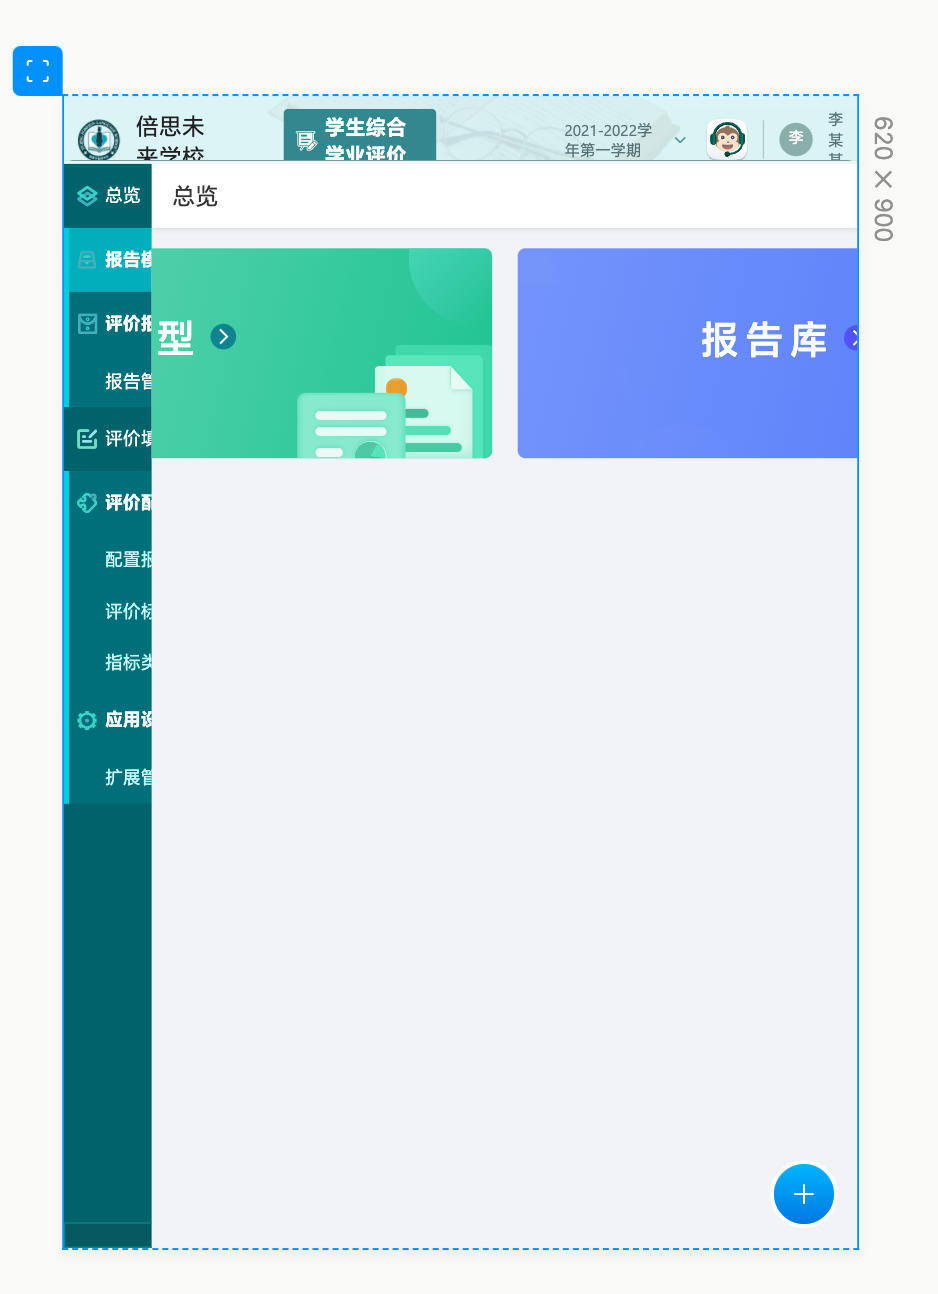 倍思未
来学校
学生综合
学业评价
2021-2022学
年第一学期
李
李
某
某
总览
总览
报告模
型
报告库
评价报
报告管
评价填
评价配
配置报
评价标
指标类
应用设
扩展管
620 × 900